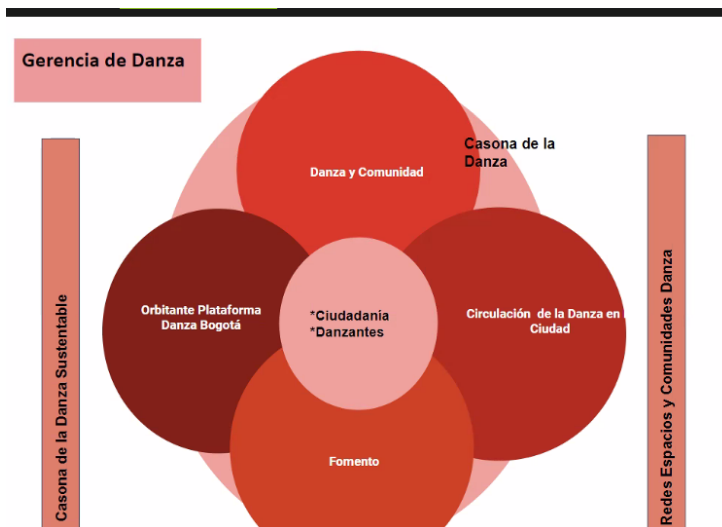 Gerencia de Danza
Casona de la
Danza
Danza y Comunidad
Orbitante Plataforma
Danza Bogotá
*Ciudadanía
*Danzantes
Circulación de la Danza en
Ciudad
Fomento
Casona de la Danza Sustentable
Redes Espacios y Comunidades Danza